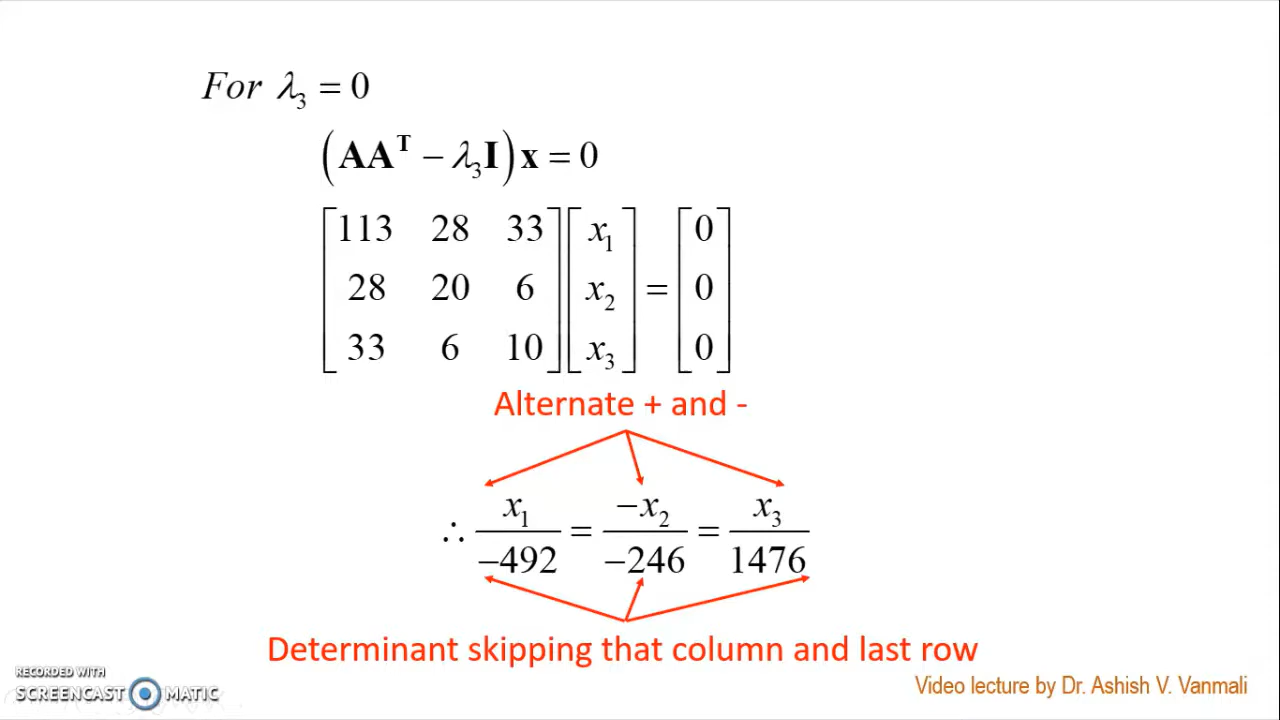 For λ₃ = 0
(AAᵀ − λ₃I)x = 0
[113 28 33] [x₁] [0]
[28 20 6] [x₂] = [0]
[33 6 10] [x₃] [0]
Alternate + and -
∴ x₁/−492 = −x₂/−246 = x₃/1476
Determinant skipping that column and last row
RECORDED WITH
SCREENCAST MATIC
Video lecture by Dr. Ashish V. Vanmali